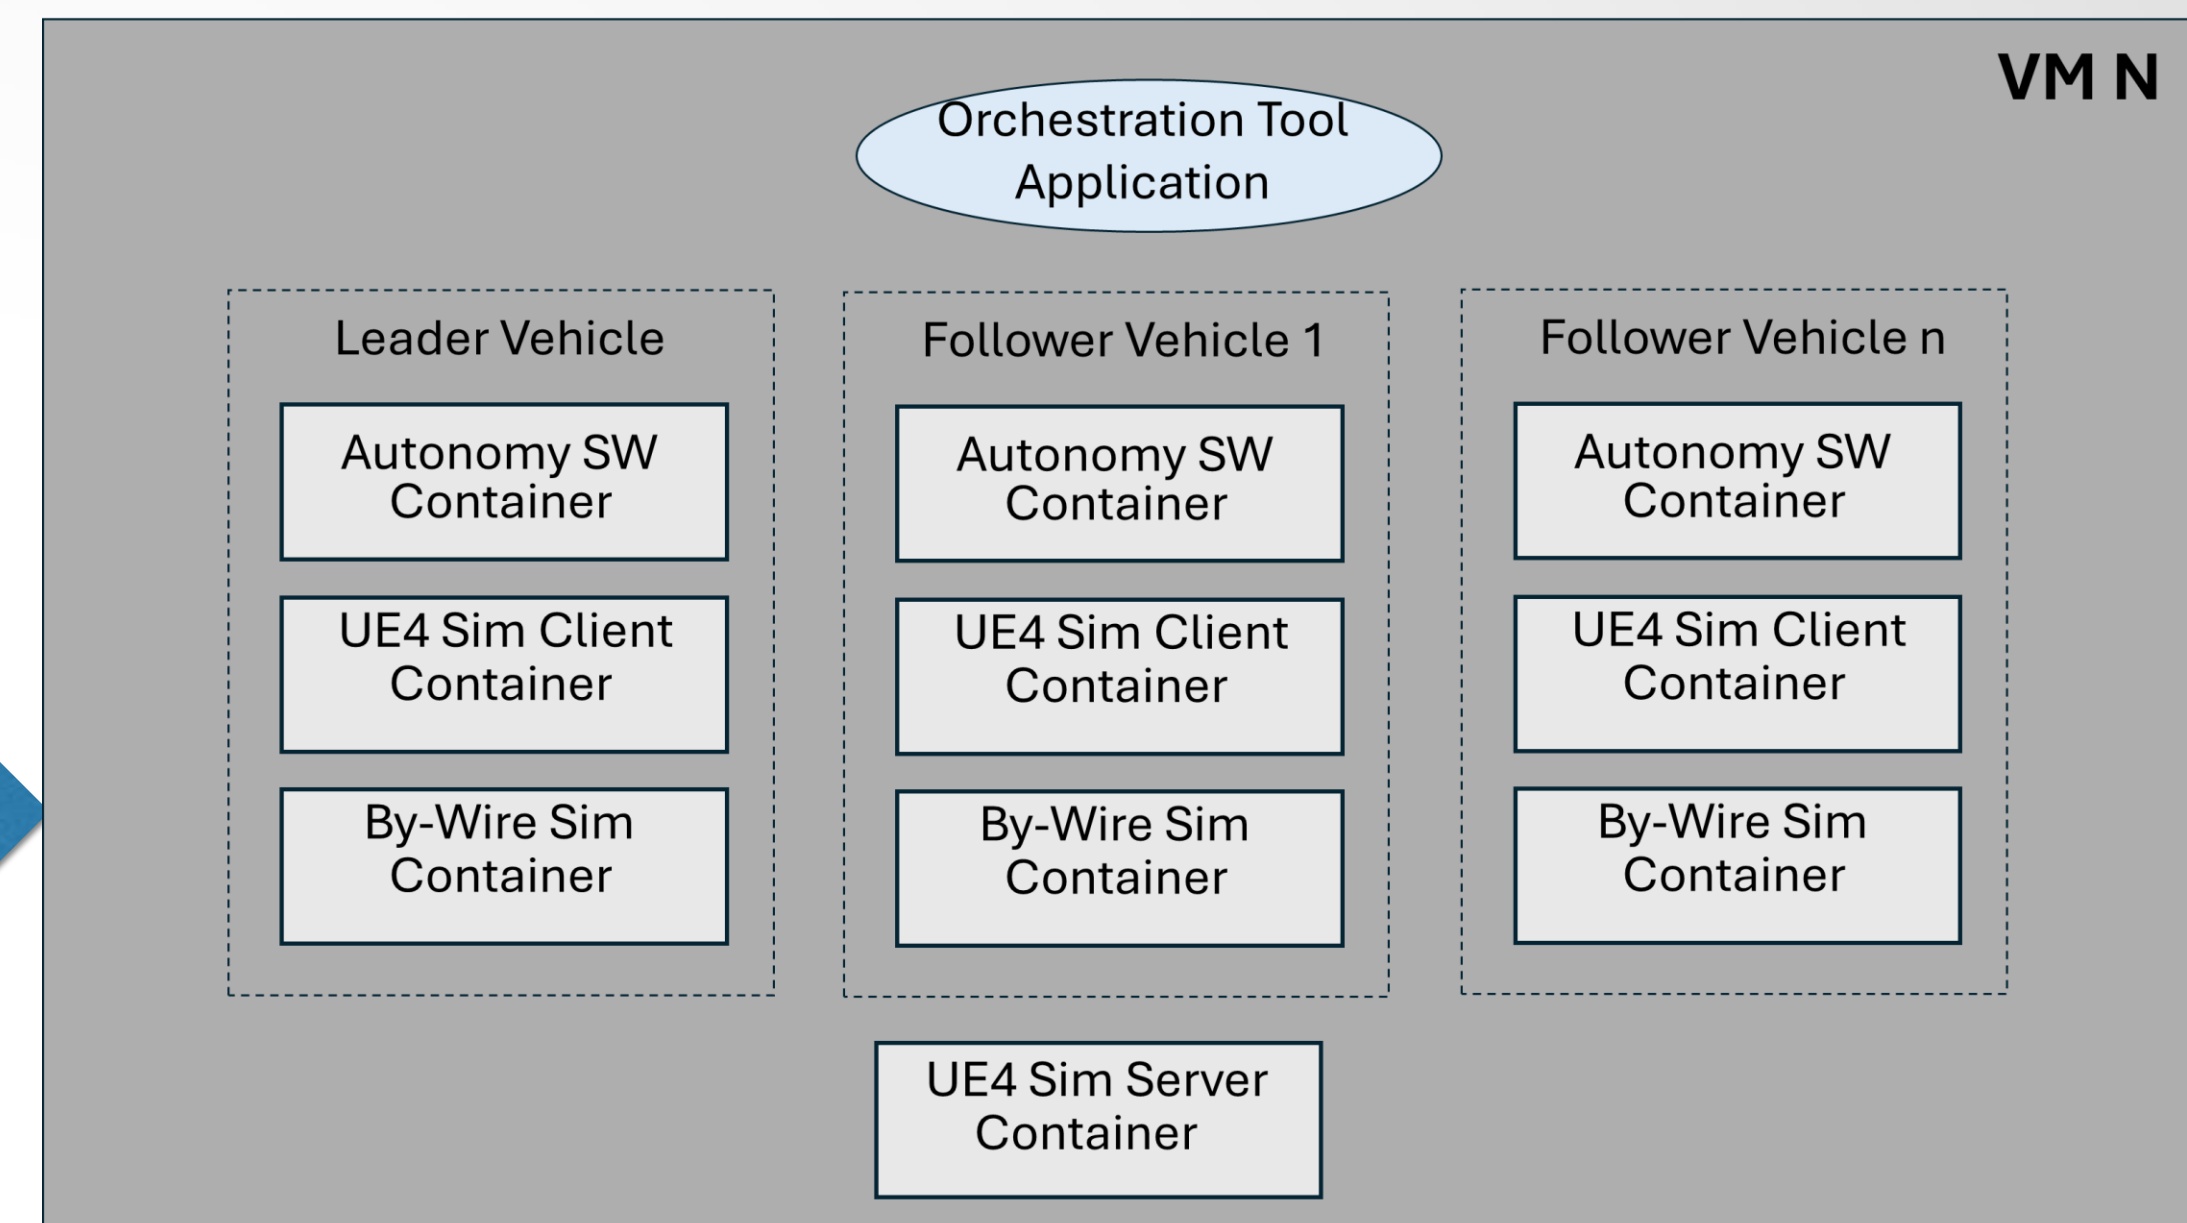 VM N
Orchestration Tool
Application
Leader Vehicle
Autonomy SW
Container
UE4 Sim Client
Container
By-Wire Sim
Container
Follower Vehicle 1
Autonomy SW
Container
UE4 Sim Client
Container
By-Wire Sim
Container
Follower Vehicle n
Autonomy SW
Container
UE4 Sim Client
Container
By-Wire Sim
Container
UE4 Sim Server
Container